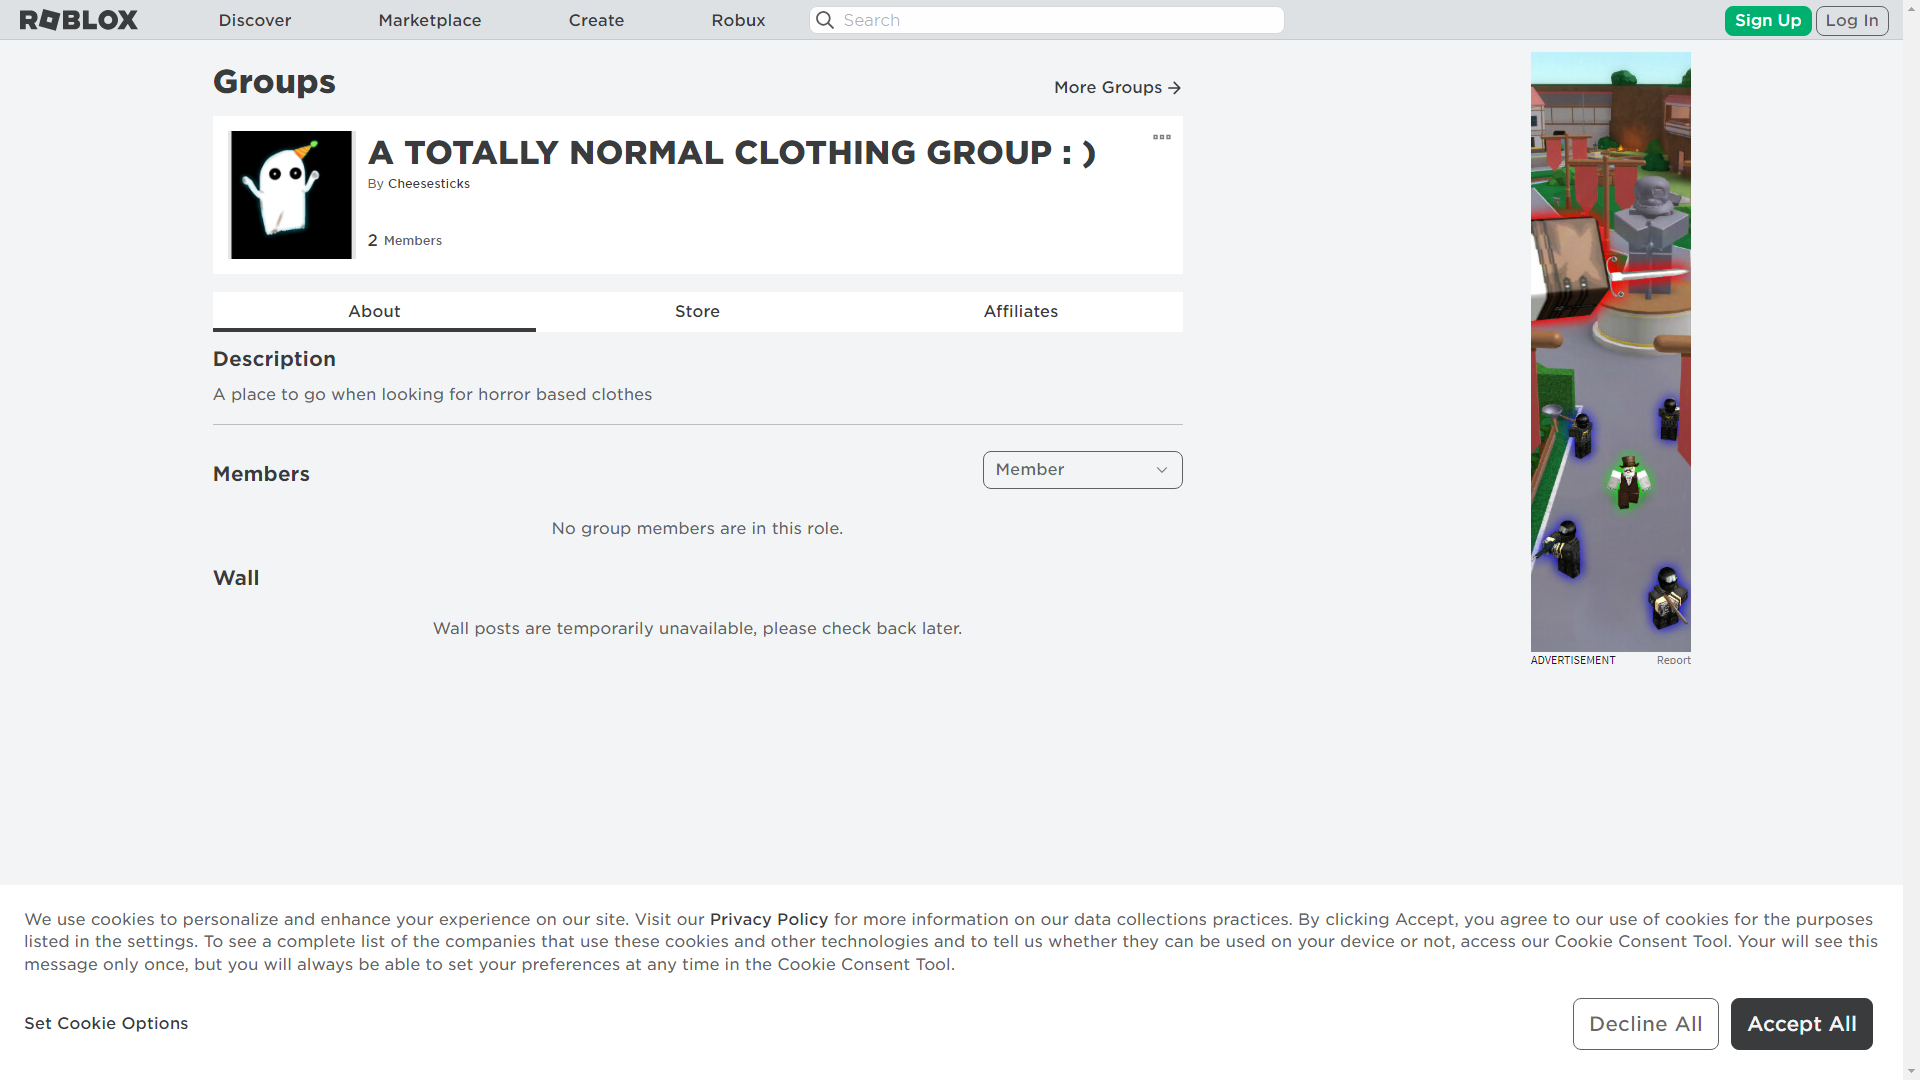 ROBLOX
Discover
Marketplace
Create
Robux
Search
Sign Up
Log In
Groups
More Groups
A TOTALLY NORMAL CLOTHING GROUP : )
By Cheesesticks
2 Members
About
Store
Affiliates
Description
A place to go when looking for horror based clothes
Members
Member
No group members are in this role.
Wall
Wall posts are temporarily unavailable, please check back later.
ADVERTISEMENT
Report
We use cookies to personalize and enhance your experience on our site. Visit our Privacy Policy for more information on our data collections practices. By clicking Accept, you agree to our use of cookies for the purposes
listed in the settings. To see a complete list of the companies that use these cookies and other technologies and to tell us whether they can be used on your device or not, access our Cookie Consent Tool. Your will see this
message only once, but you will always be able to set your preferences at any time in the Cookie Consent Tool.
Set Cookie Options
Decline All
Accept All